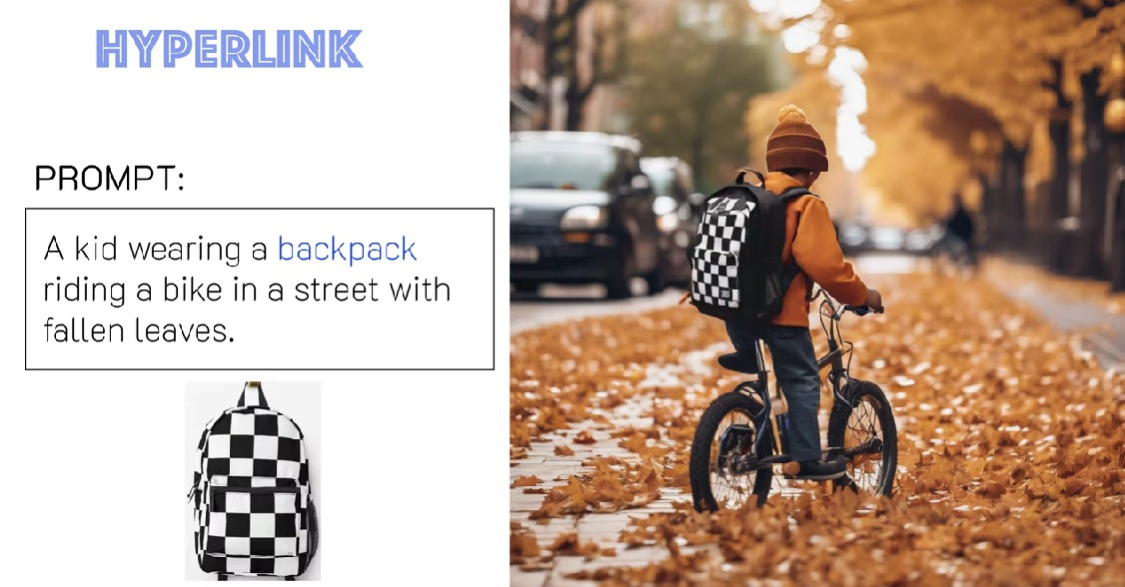 HYPERLINK
PROMPT:
A kid wearing a backpack
riding a bike in a street with
fallen leaves.